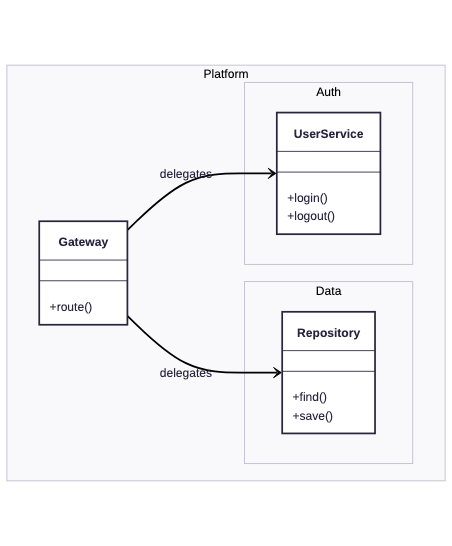 Platform
Auth
UserService
+login()
+logout()
delegates
Gateway
+route()
Data
Repository
+find()
+save()
delegates